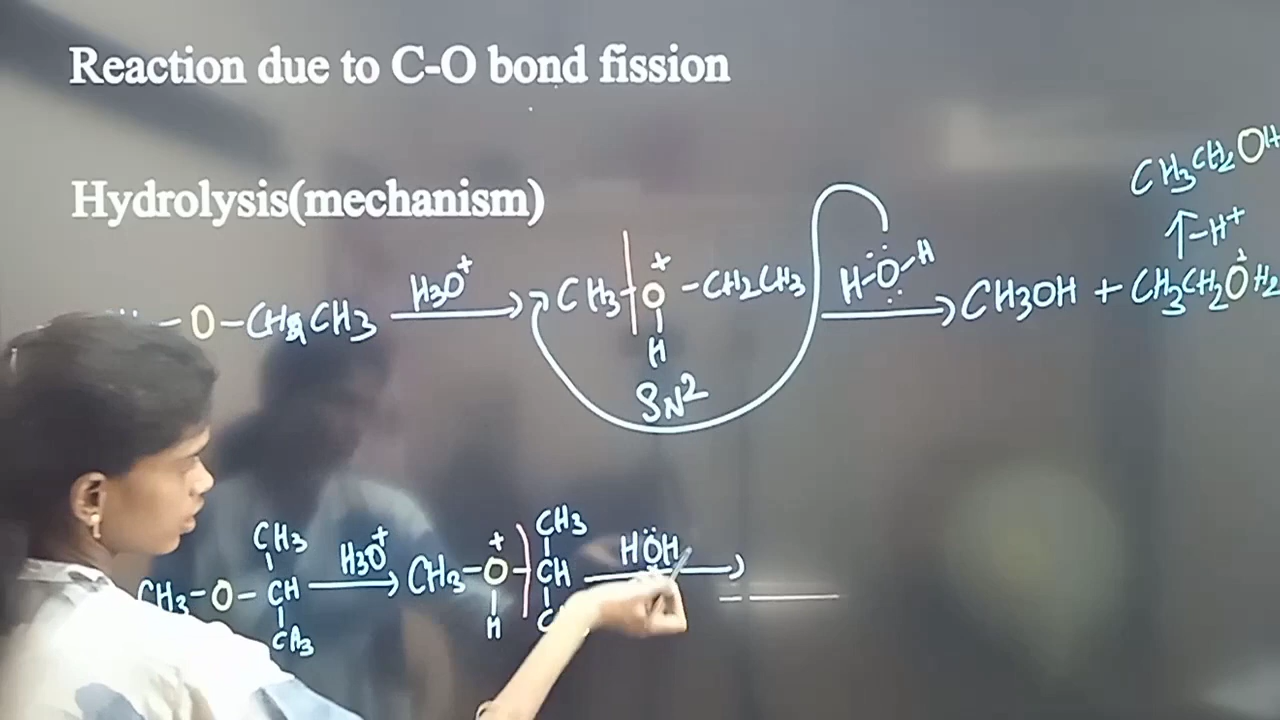 Reaction due to C-O bond fission
Hydrolysis(mechanism)
CH3CH2OH
↑-H+
-O-CH2CH3 H3O+ → CH3-O+-CH2CH3 H-O-H → CH3OH + CH3CH2O+H2
H
SN2
CH3 CH3
CH3-O-CH H3O+ → CH3-O+-CH HOH →
CH3 H